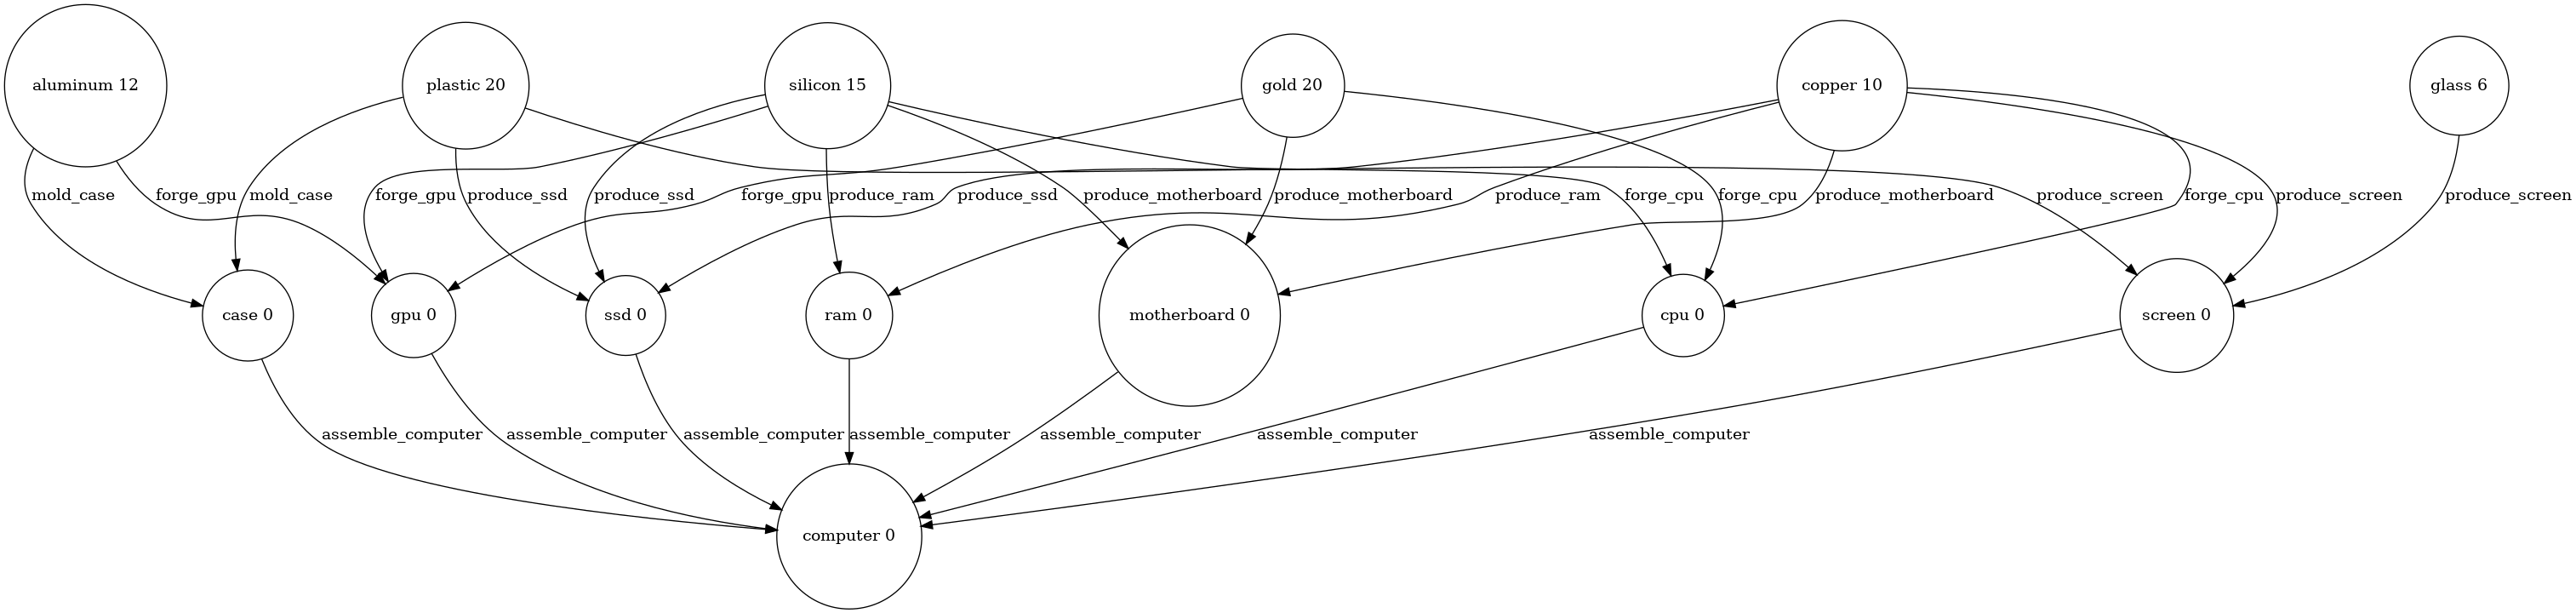 aluminum 12
plastic 20
silicon 15
gold 20
copper 10
glass 6
mold_case
forge_gpu
mold_case
forge_gpu
produce_ssd
produce_ssd
forge_gpu
produce_ram
produce_ssd
produce_motherboard
produce_motherboard
produce_ram
forge_cpu
forge_cpu
produce_motherboard
produce_screen
forge_cpu
produce_screen
produce_screen
case 0
gpu 0
ssd 0
ram 0
motherboard 0
cpu 0
screen 0
assemble_computer
assemble_computer
assemble_computer
assemble_computer
assemble_computer
assemble_computer
assemble_computer
computer 0